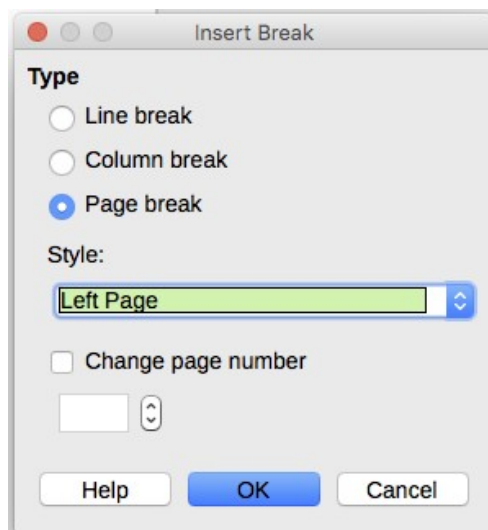 Insert Break
Type
Line break
Column break
Page break
Style:
Left Page
Change page number
Help OK Cancel